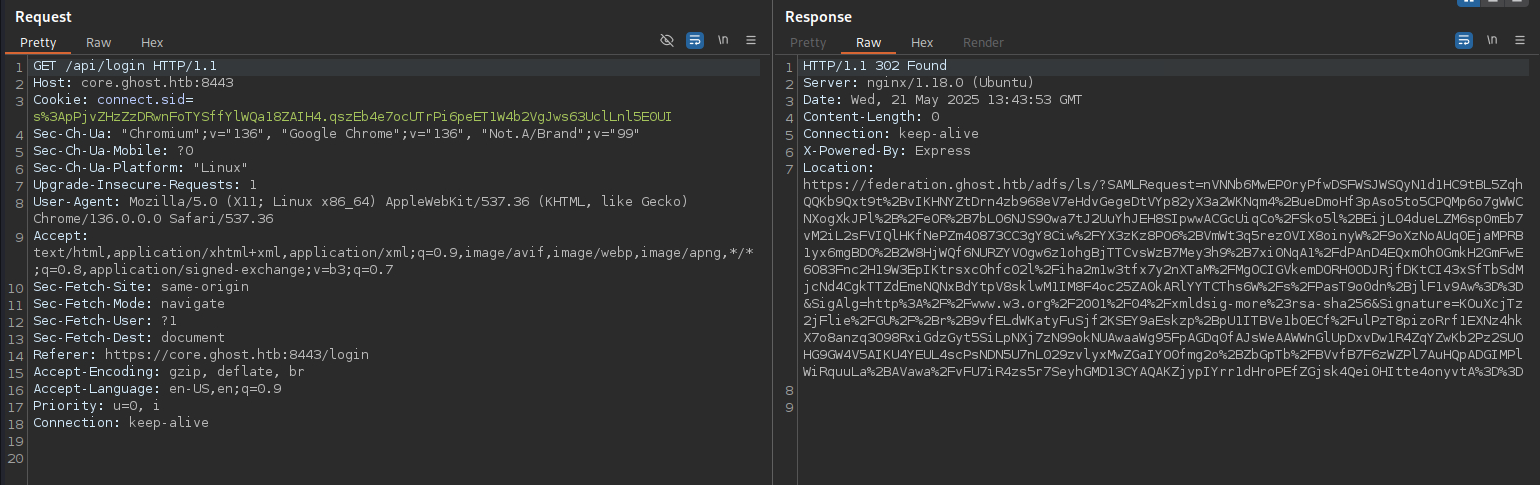 Request
Pretty Raw Hex
\n
1 GET /api/login HTTP/1.1
2 Host: core.ghost.htb:8443
3 Cookie: connect.sid=
s%3ApPjvZHzZzDRwnFoTYSffYlWQa18ZAIH4.qszEb4e7ocUTrPi6peET1W4b2VgJws63UclLnl5E0UI
4 Sec-Ch-Ua: "Chromium";v="136", "Google Chrome";v="136", "Not.A/Brand";v="99"
5 Sec-Ch-Ua-Mobile: ?0
6 Sec-Ch-Ua-Platform: "Linux"
7 Upgrade-Insecure-Requests: 1
8 User-Agent: Mozilla/5.0 (X11; Linux x86_64) AppleWebKit/537.36 (KHTML, like Gecko)
Chrome/136.0.0.0 Safari/537.36
9 Accept:
text/html,application/xhtml+xml,application/xml;q=0.9,image/avif,image/webp,image/apng,*/*
;q=0.8,application/signed-exchange;v=b3;q=0.7
10 Sec-Fetch-Site: same-origin
11 Sec-Fetch-Mode: navigate
12 Sec-Fetch-User: ?1
13 Sec-Fetch-Dest: document
14 Referer: https://core.ghost.htb:8443/login
15 Accept-Encoding: gzip, deflate, br
16 Accept-Language: en-US,en;q=0.9
17 Priority: u=0, i
18 Connection: keep-alive
19
20
Response
Pretty Raw Hex Render
\n
1 HTTP/1.1 302 Found
2 Server: nginx/1.18.0 (Ubuntu)
3 Date: Wed, 21 May 2025 13:43:53 GMT
4 Content-Length: 0
5 Connection: keep-alive
6 X-Powered-By: Express
7 Location:
https://federation.ghost.htb/adfs/ls/?SAMLRequest=nVNNb6MwEP0ryPfwDSFWSJWSQyN1d1HC9tBL5Zqh
QQKb9Qxt9t%2BvIKHNYZtDrn4zb968eV7eHdvGegeDtVYp82yX3a2WKNqm4%2BueDmoHf3pAso5to5CPQMp6o7gWWC
NXogXkJPl%2B%2FeOR%2B7bLO6NJS90wa7tJ2UuYhJEH8SIpwwACGcUiqCo%2FSko5l%2BEijL04dueLZM6spOmEb7
vM2iL2sFVIQlHKfNePZm40873CC3gY8Ciw%2FYX3zKz8PO6%2BVmWt3q5rez0VIX8oinyW%2F9oXzNoAUq0EjaMPRB
1yx6mgBD0%2B2W8HjWQf6NURZYVOgw6z1ohgBjTTCvsWzB7Mey3h9%2B7xi0NqA1%2FdPAnD4EQxmOh0GmkH2GmFwE
6O83Fnc2H19W3EpIKtrsxcOhfcO2l%2Fiha2m1w3tfx7y2nXTaM%2FMgOCIGVkemDORH0ODJRjfDKtCI43xSfTbSdM
jcNd4CgkTTZdEmeNQNxBdYtpV8sklwM1IM8F4oc25ZA0kARlYYTCThs6W%2Fs%2FPasT9o0dn%2BjlF1v9Aw%3D%3D
&SigAlg=http%3A%2F%2Fwww.w3.org%2F2001%2F04%2Fxmldsig-more%23rsa-sha256&Signature=KOuXcjTz
2jFlie%2FGU%2F%2Br%2B9vfELdWKatyFuSjf2KSEY9aEskzp%2BpU1ITBVe1b0ECf%2FulPzT8pizoRrf1EXNz4hk
X7o8anzq3O98RxiGdzGyt5SiLpNXj7zN99okNUAwaaWg95FpAGDq0fAJsWeAAWWnGlUpDxvDw1R4ZqYZwKb2Pz2SU0
HG9GW4V5AIKU4YEUL4scPsNDN5U7nL029zvlyxMwZGaIYO0fmg2o%2BZbGpTb%2FBVvfB7F6zWZPl7AuHQpADGIMPl
WiRquuLa%2BAVawa%2FvFU7iR4zs5r7SeyhGMD13CYAQAKZjypIYrr1dHroPEfZGjsk4Qei0HItte4onyvtA%3D%3D
8
9